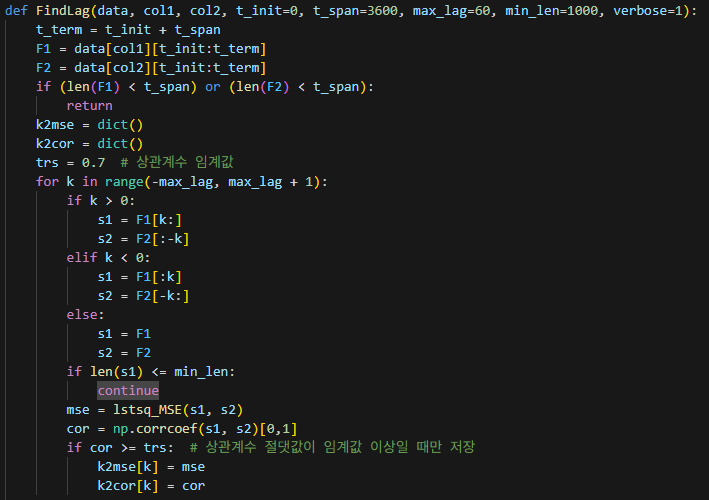 def FindLag(data, col1, col2, t_init=0, t_span=3600, max_lag=60, min_len=1000, verbose=1):
    t_term = t_init + t_span
    F1 = data[col1][t_init:t_term]
    F2 = data[col2][t_init:t_term]
    if (len(F1) < t_span) or (len(F2) < t_span):
        return
    k2mse = dict()
    k2cor = dict()
    trs = 0.7  # 상관계수 임계값
    for k in range(-max_lag, max_lag + 1):
        if k > 0:
            s1 = F1[k:]
            s2 = F2[:-k]
        elif k < 0:
            s1 = F1[:k]
            s2 = F2[-k:]
        else:
            s1 = F1
            s2 = F2
        if len(s1) <= min_len:
            continue
        mse = lstsq_MSE(s1, s2)
        cor = np.corrcoef(s1, s2)[0,1]
        if cor >= trs:  # 상관계수 절댓값이 임계값 이상일 때만 저장
            k2mse[k] = mse
            k2cor[k] = cor